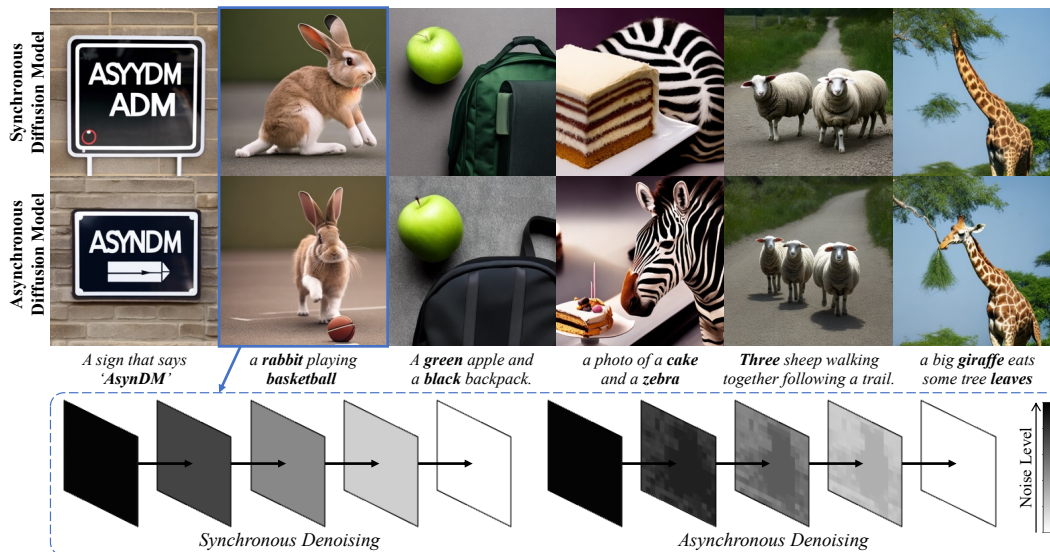 Synchronous
Diffusion Model
ASYYDM
ADM
Asynchronous
Diffusion Model
ASYNDM
A sign that says
‘AsynDM’
a rabbit playing
basketball
A green apple and
a black backpack.
a photo of a cake
and a zebra
Three sheep walking
together following a trail.
a big giraffe eats
some tree leaves
Synchronous Denoising
Asynchronous Denoising
Noise Level